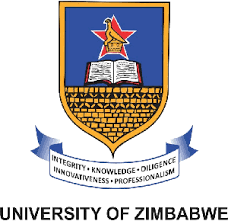 INTEGRITY • KNOWLEDGE • DILIGENCE
INNOVATIVENESS • PROFESSIONALISM
UNIVERSITY OF ZIMBABWE